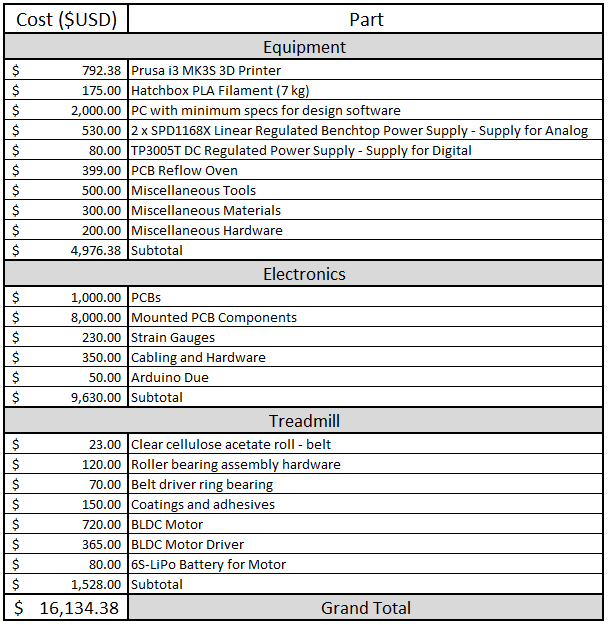 Cost ($USD) Part
Equipment
$ 792.38 Prusa i3 MK3S 3D Printer
$ 175.00 Hatchbox PLA Filament (7 kg)
$ 2,000.00 PC with minimum specs for design software
$ 530.00 2 x SPD1168X Linear Regulated Benchtop Power Supply - Supply for Analog
$ 80.00 TP3005T DC Regulated Power Supply - Supply for Digital
$ 399.00 PCB Reflow Oven
$ 500.00 Miscellaneous Tools
$ 300.00 Miscellaneous Materials
$ 200.00 Miscellaneous Hardware
$ 4,976.38 Subtotal
Electronics
$ 1,000.00 PCBs
$ 8,000.00 Mounted PCB Components
$ 230.00 Strain Gauges
$ 350.00 Cabling and Hardware
$ 50.00 Arduino Due
$ 9,630.00 Subtotal
Treadmill
$ 23.00 Clear cellulose acetate roll - belt
$ 120.00 Roller bearing assembly hardware
$ 70.00 Belt driver ring bearing
$ 150.00 Coatings and adhesives
$ 720.00 BLDC Motor
$ 365.00 BLDC Motor Driver
$ 80.00 6S-LiPo Battery for Motor
$ 1,528.00 Subtotal
$ 16,134.38 Grand Total